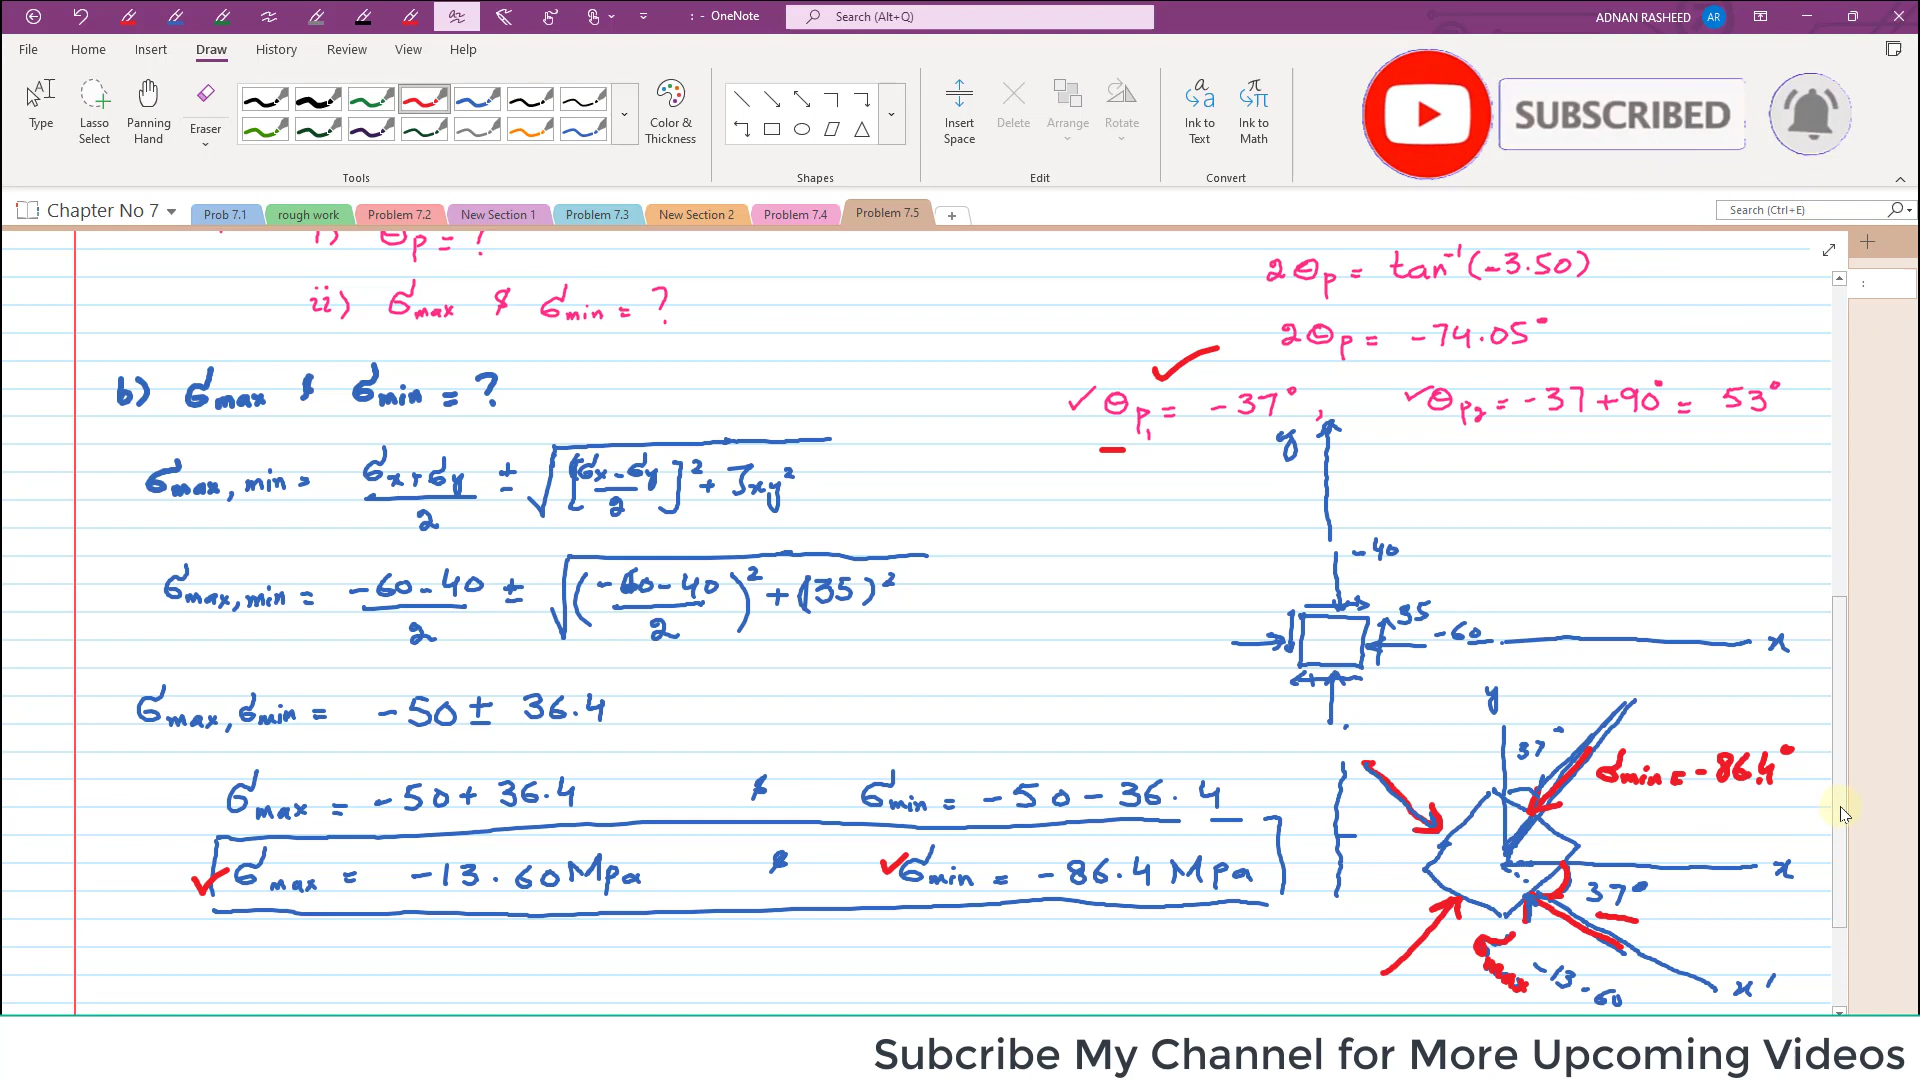 OneNote
Search (Alt+Q)
ADNAN RASHEED AR
File Home Insert Draw History Review View Help
Type
Lasso Select
Panning Hand
Eraser
Color & Thickness
Insert Space
Delete
Arrange
Rotate
Ink to Text
Ink to Math
SUBSCRIBED
Tools Shapes Edit Convert
Chapter No 7
Prob 7.1 rough work Problem 7.2 New Section 1 Problem 7.3 New Section 2 Problem 7.4 Problem 7.5
Search (Ctrl+E)
i) θp = ?
ii) σmax & σmin = ?
2θp = tan⁻¹(-3.50)
2θp = -74.05°
θp₁ = -37°, θp₂ = -37+90° = 53°
b) σmax & σmin = ?
σmax, min = σx+σy/2 ± √[σx-σy/2]² + τxy²
σmax, min = -60-40/2 ± √(-60-40/2)² + (35)²
σmax, σmin = -50 ± 36.4
σmax = -50 + 36.4 & σmin = -50 - 36.4
σmax = -13.60 Mpa & σmin = -86.4 Mpa
y
-40
35
-60
x
y
37°
σmin = -86.4°
x
37°
σmax
-13.60
x'
Subcribe My Channel for More Upcoming Videos